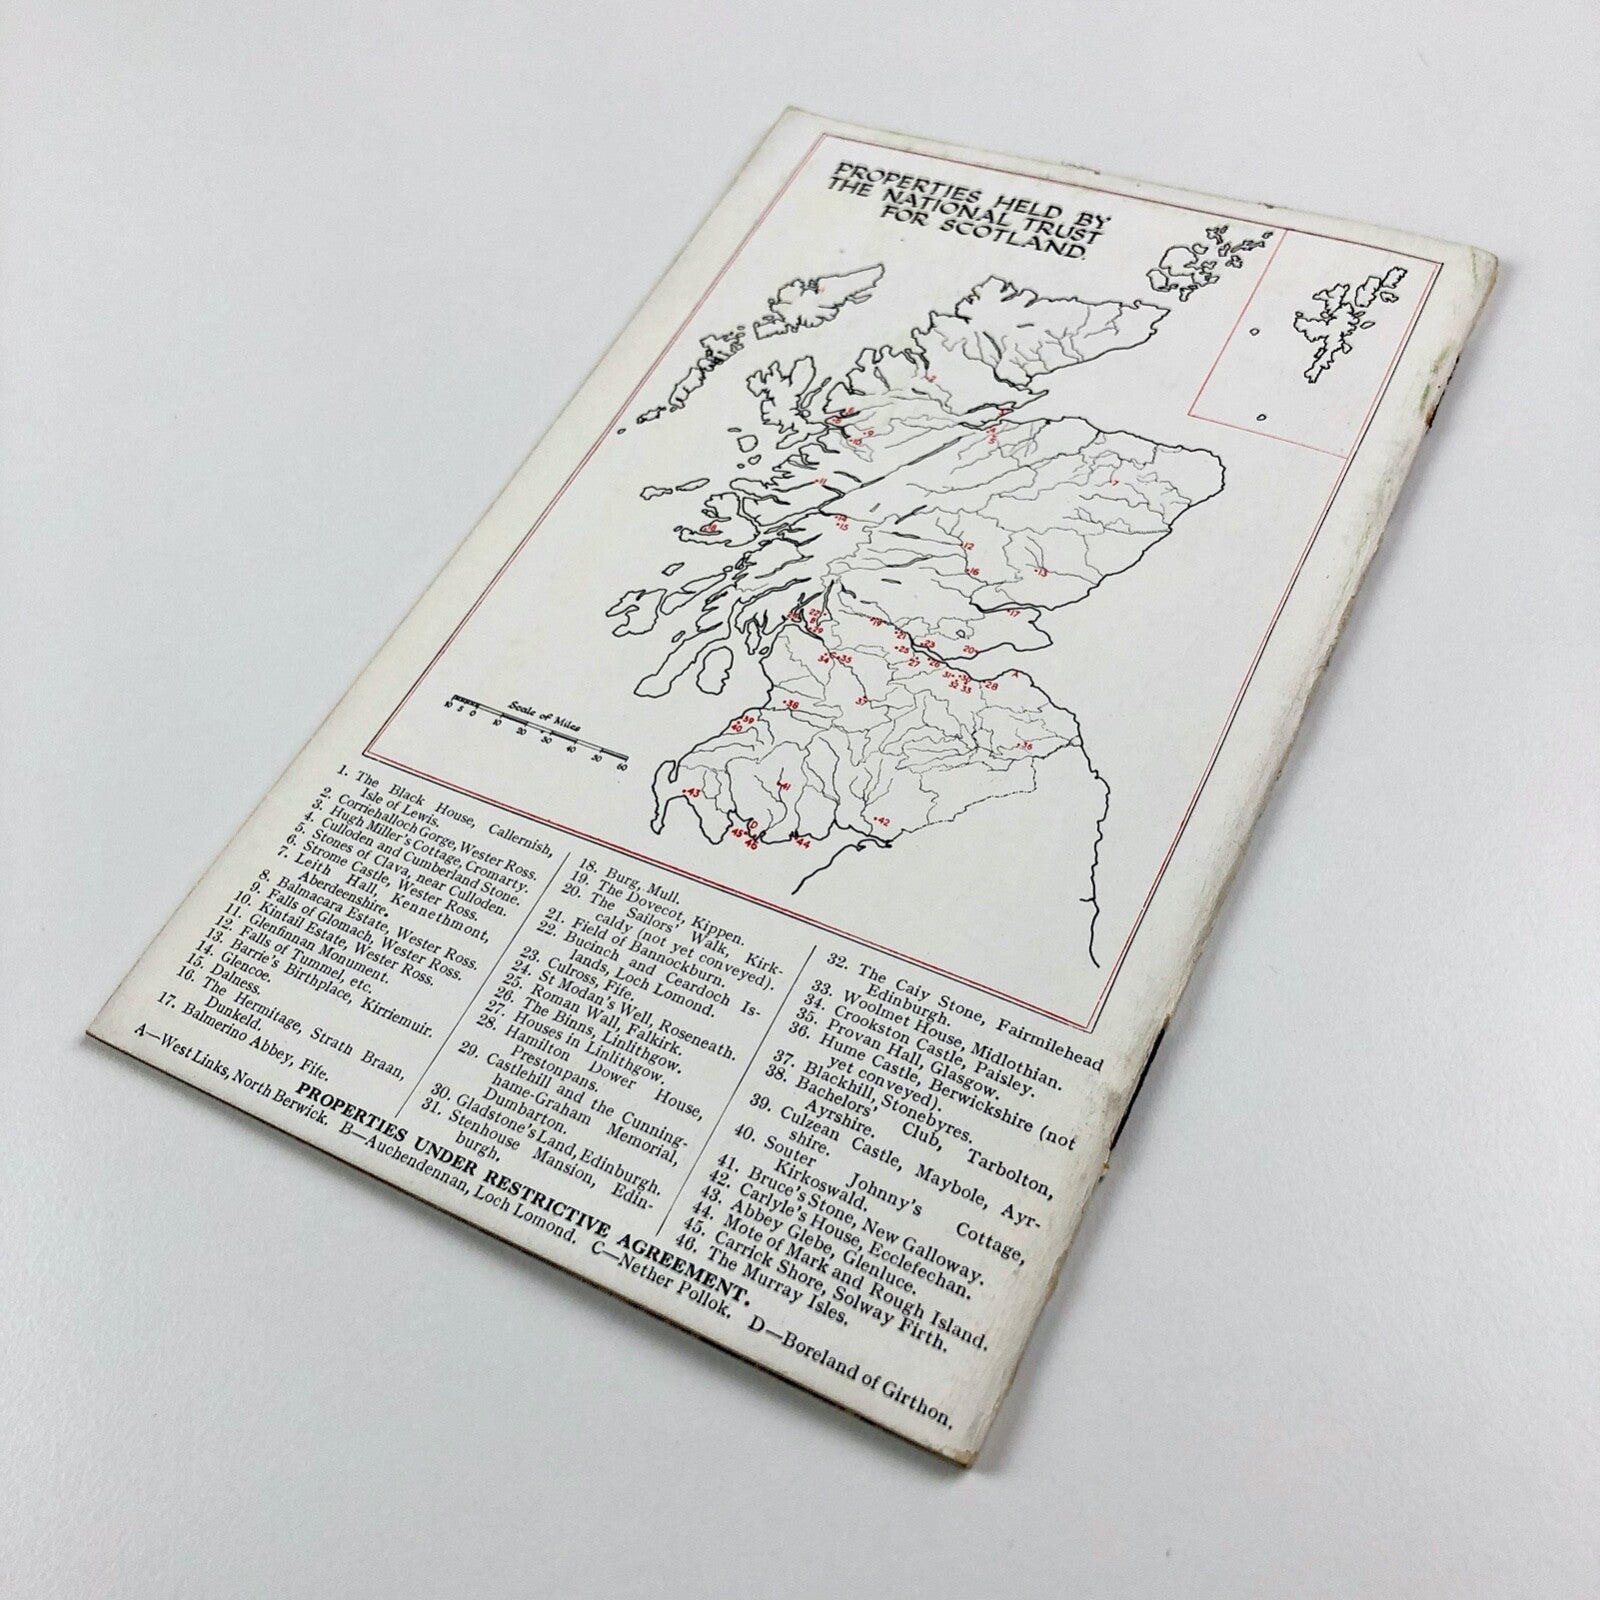 PROPERTIES HELD BY
THE NATIONAL TRUST
FOR SCOTLAND.
Scale of Miles
10 5 0 10 20 30 40 50 60
1. The Black House, Callernish,
Isle of Lewis.
2. Corriehalloch Gorge, Wester Ross.
3. Hugh Miller's Cottage, Cromarty.
4. Culloden and Cumberland Stone.
5. Stones of Clava, near Culloden.
6. Strome Castle, Wester Ross.
7. Leith Hall, Kennethmont,
Aberdeenshire.
8. Balmacara Estate, Wester Ross.
9. Falls of Glomach, Wester Ross.
10. Kintail Estate, Wester Ross.
11. Glenfinnan Monument.
12. Falls of Tummel, etc.
13. Barrie's Birthplace, Kirriemuir.
14. Glencoe.
15. Dalness.
16. The Hermitage, Strath Braan,
Dunkeld.
17. Balmerino Abbey, Fife.
18. Burg, Mull.
19. The Dovecot, Kippen.
20. The Sailors' Walk, Kirk-
caldy (not yet conveyed).
21. Field of Bannockburn.
22. Bucinch and Ceardoch Is-
lands, Loch Lomond.
23. Culross, Fife.
24. St Modan's Well, Roseneath.
25. Roman Wall, Falkirk.
26. The Binns, Linlithgow.
27. Houses in Linlithgow.
28. Hamilton Dower House,
Prestonpans.
29. Castlehill and the Cunning-
hame-Graham Memorial,
Dumbarton.
30. Gladstone's Land, Edinburgh.
31. Stenhouse Mansion, Edin-
burgh.
32. The Caiy Stone, Fairmilehead
Edinburgh.
33. Woolmet House, Midlothian.
34. Crookston Castle, Paisley.
35. Provan Hall, Glasgow.
36. Hume Castle, Berwickshire (not
yet conveyed).
37. Blackhill, Stonebyres.
38. Bachelors' Club, Tarbolton,
Ayrshire.
39. Culzean Castle, Maybole, Ayr-
shire.
40. Souter Johnny's Cottage,
Kirkoswald.
41. Bruce's Stone, New Galloway.
42. Carlyle's House, Ecclefechan.
43. Abbey Glebe, Glenluce.
44. Mote of Mark and Rough Island.
45. Carrick Shore, Solway Firth.
46. The Murray Isles.
PROPERTIES UNDER RESTRICTIVE AGREEMENT.
A—West Links, North Berwick. B—Auchendennan, Loch Lomond. C—Nether Pollok. D—Boreland of Girthon.